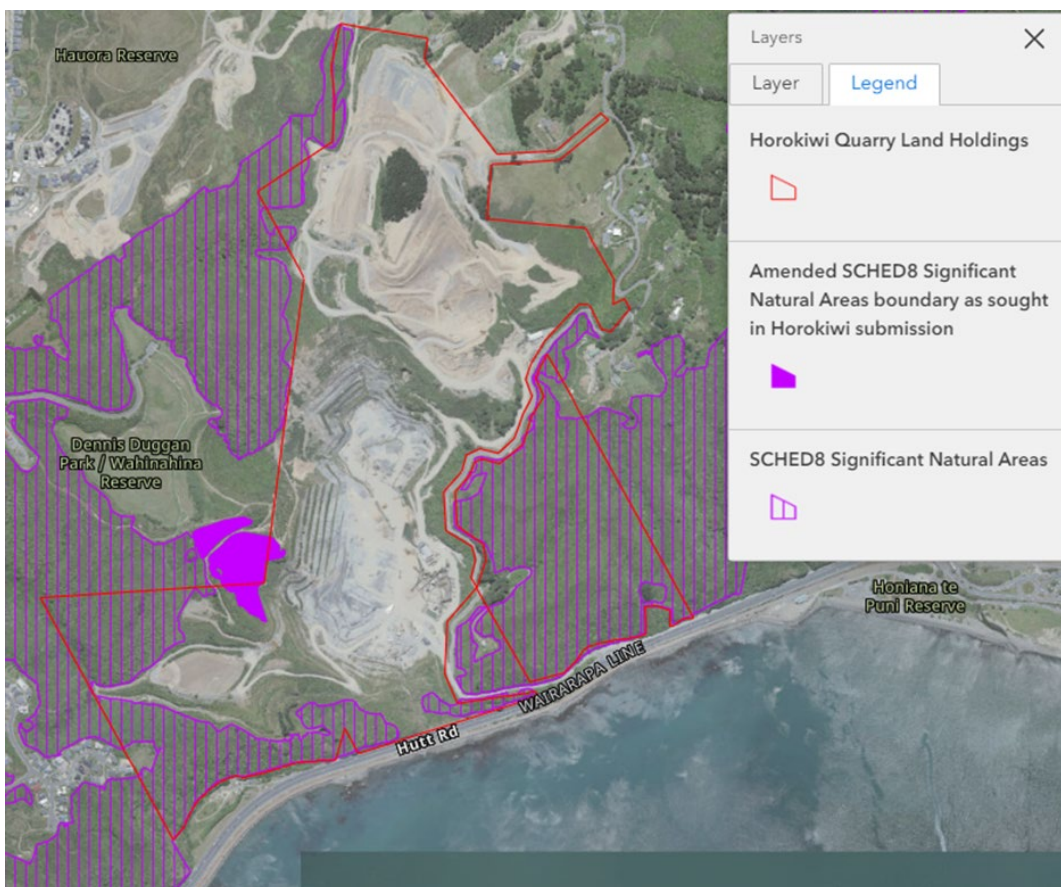 Hauora Reserve
Dennis Duggan
Park / Wahinahina
Reserve
WAIRARAPA LINE
Hutt Rd
Honiana te
Puni Reserve
Layers
Layer
Legend
Horokiwi Quarry Land Holdings
Amended SCHED8 Significant
Natural Areas boundary as sought
in Horokiwi submission
SCHED8 Significant Natural Areas